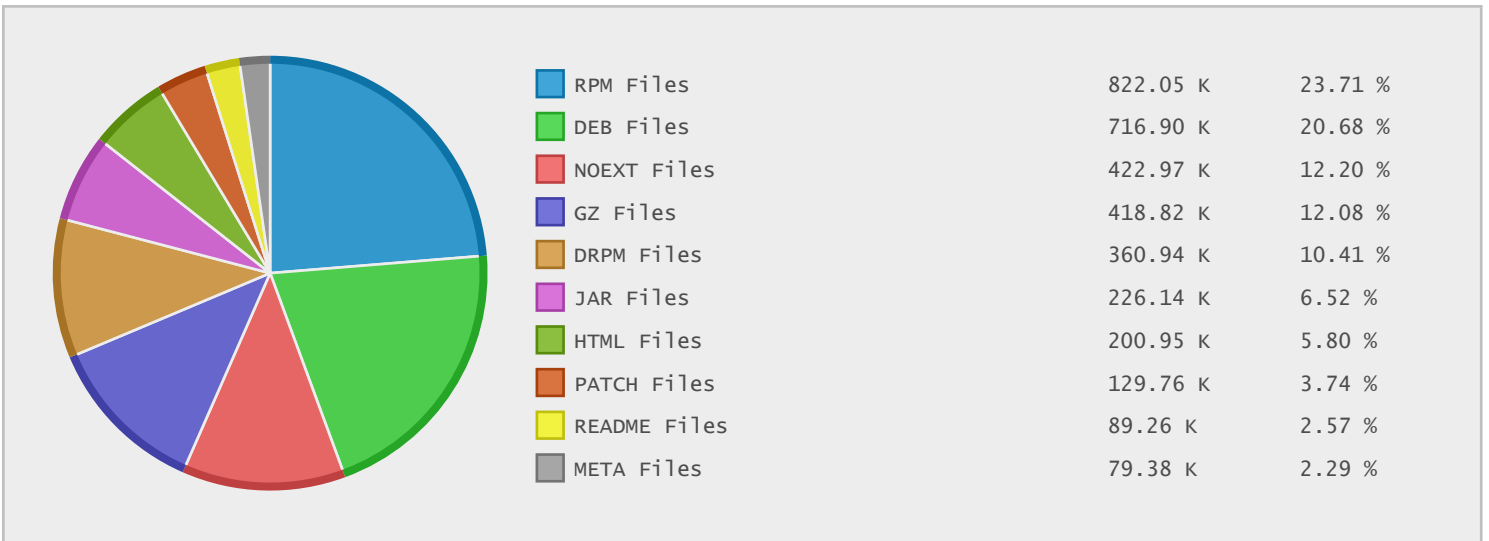 RPM Files 822.05 K 23.71 %
DEB Files 716.90 K 20.68 %
NOEXT Files 422.97 K 12.20 %
GZ Files 418.82 K 12.08 %
DRPM Files 360.94 K 10.41 %
JAR Files 226.14 K 6.52 %
HTML Files 200.95 K 5.80 %
PATCH Files 129.76 K 3.74 %
README Files 89.26 K 2.57 %
META Files 79.38 K 2.29 %